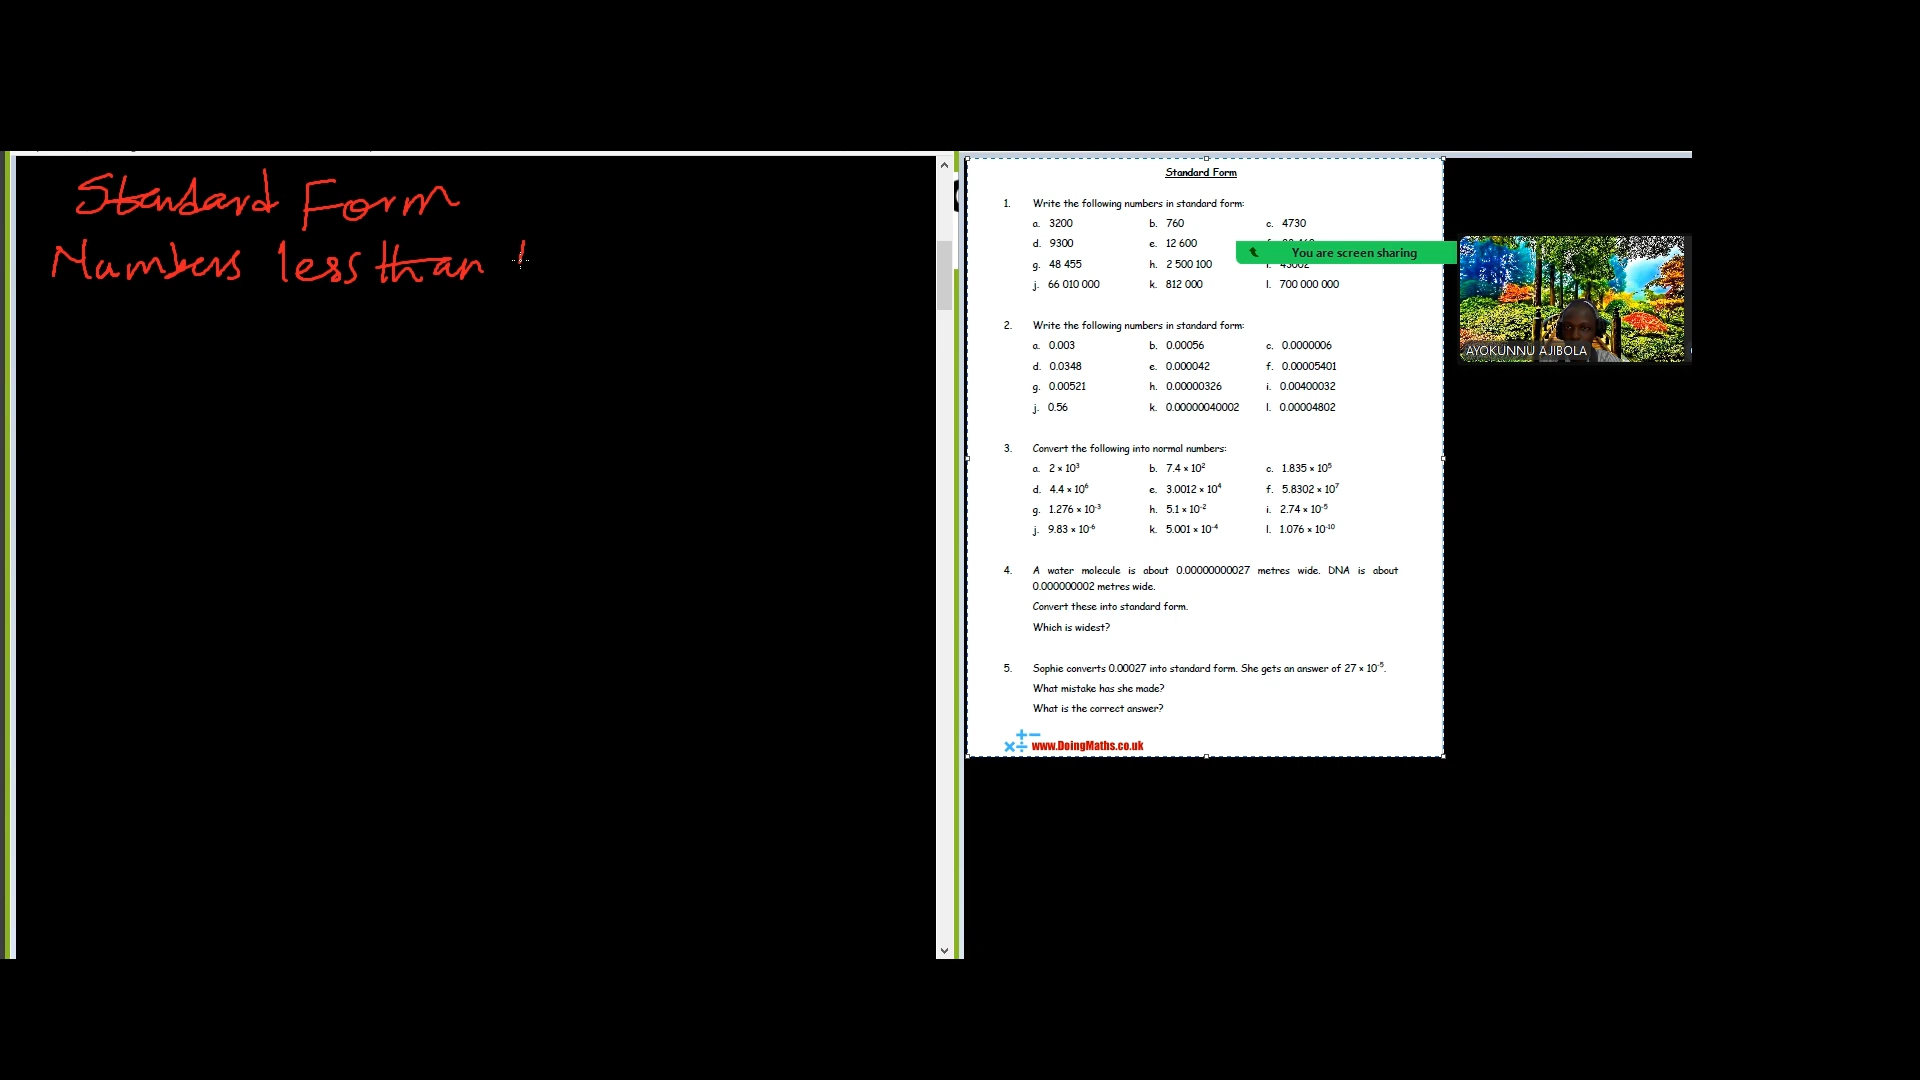 Standard Form
Numbers less than 1
Standard Form
1. Write the following numbers in standard form:
a. 3200 b. 760 c. 4730
d. 9300 e. 12 600
g. 48 455 h. 2 500 100 i. 43002
j. 66 010 000 k. 812 000 l. 700 000 000
You are screen sharing
2. Write the following numbers in standard form:
a. 0.003 b. 0.00056 c. 0.0000006
d. 0.0348 e. 0.000042 f. 0.00005401
g. 0.00521 h. 0.00000326 i. 0.00400032
j. 0.56 k. 0.00000040002 l. 0.00004802
3. Convert the following into normal numbers:
a. 2 × 10³ b. 7.4 × 10² c. 1.835 × 10⁵
d. 4.4 × 10⁶ e. 3.0012 × 10⁴ f. 5.8302 × 10⁷
g. 1.276 × 10⁻³ h. 5.1 × 10⁻² i. 2.74 × 10⁻⁵
j. 9.83 × 10⁻⁶ k. 5.001 × 10⁻⁴ l. 1.076 × 10⁻¹⁰
4. A water molecule is about 0.00000000027 metres wide. DNA is about
0.000000002 metres wide.
Convert these into standard form.
Which is widest?
5. Sophie converts 0.00027 into standard form. She gets an answer of 27 × 10⁻⁵.
What mistake has she made?
What is the correct answer?
www.DoingMaths.co.uk
AYOKUNNU AJIBOLA